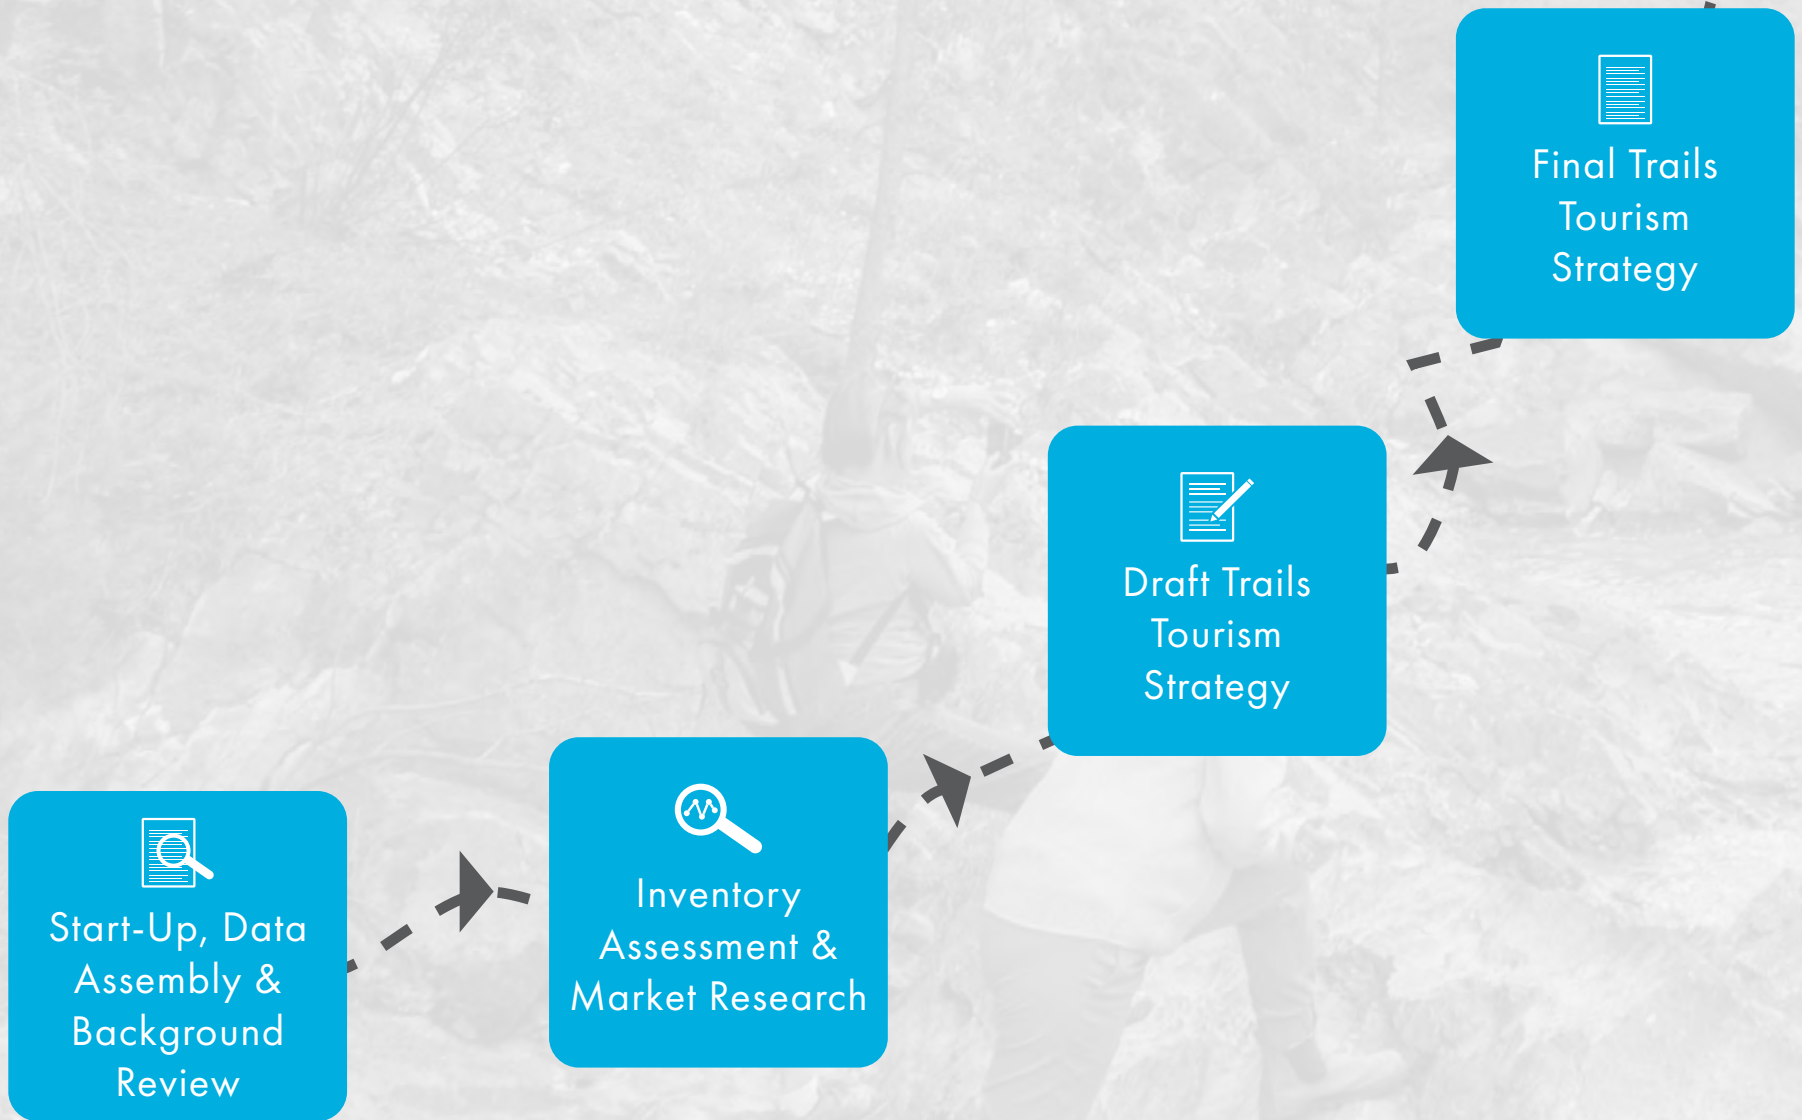 Start-Up, Data
Assembly &
Background
Review
Inventory
Assessment &
Market Research
Draft Trails
Tourism
Strategy
Final Trails
Tourism
Strategy